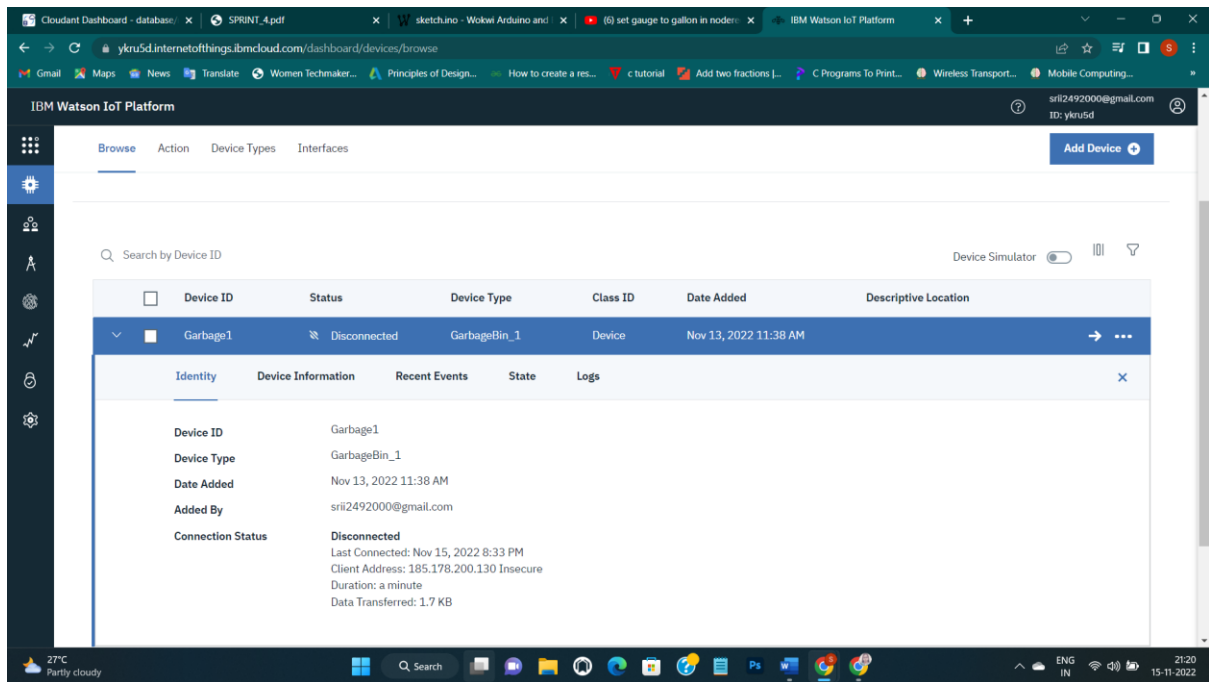 Cloudant Dashboard - database/
SPRINT_4.pdf
sketch.ino - Wokwi Arduino and
(6) set gauge to gallon in nodere
IBM Watson IoT Platform
ykru5d.internetofthings.ibmcloud.com/dashboard/devices/browse
S
Gmail Maps News Translate Women Techmaker... Principles of Design... How to create a res... c tutorial Add two fractions |... C Programs To Print... Wireless Transport... Mobile Computing... »
IBM Watson IoT Platform
srii2492000@gmail.com
ID: ykru5d
Browse Action Device Types Interfaces
Add Device
Search by Device ID
Device Simulator
Device ID Status Device Type Class ID Date Added Descriptive Location
Garbage1 Disconnected GarbageBin_1 Device Nov 13, 2022 11:38 AM
Identity Device Information Recent Events State Logs
Device ID Garbage1
Device Type GarbageBin_1
Date Added Nov 13, 2022 11:38 AM
Added By srii2492000@gmail.com
Connection Status Disconnected
Last Connected: Nov 15, 2022 8:33 PM
Client Address: 185.178.200.130 Insecure
Duration: a minute
Data Transferred: 1.7 KB
27°C
Partly cloudy
Search
Ps
ENG
IN
21:20
15-11-2022